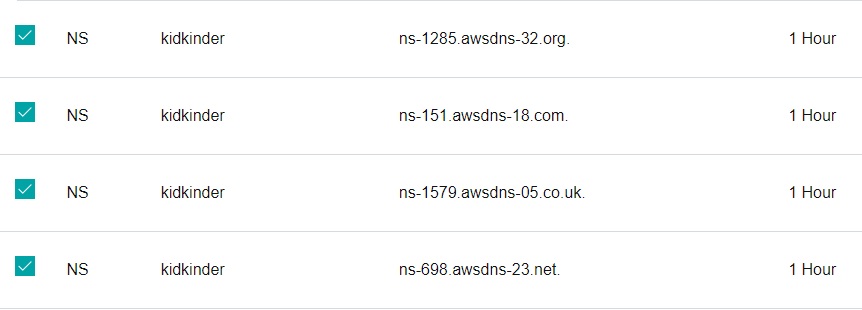 NS kidkinder ns-1285.awsdns-32.org. 1 Hour
NS kidkinder ns-151.awsdns-18.com. 1 Hour
NS kidkinder ns-1579.awsdns-05.co.uk. 1 Hour
NS kidkinder ns-698.awsdns-23.net. 1 Hour